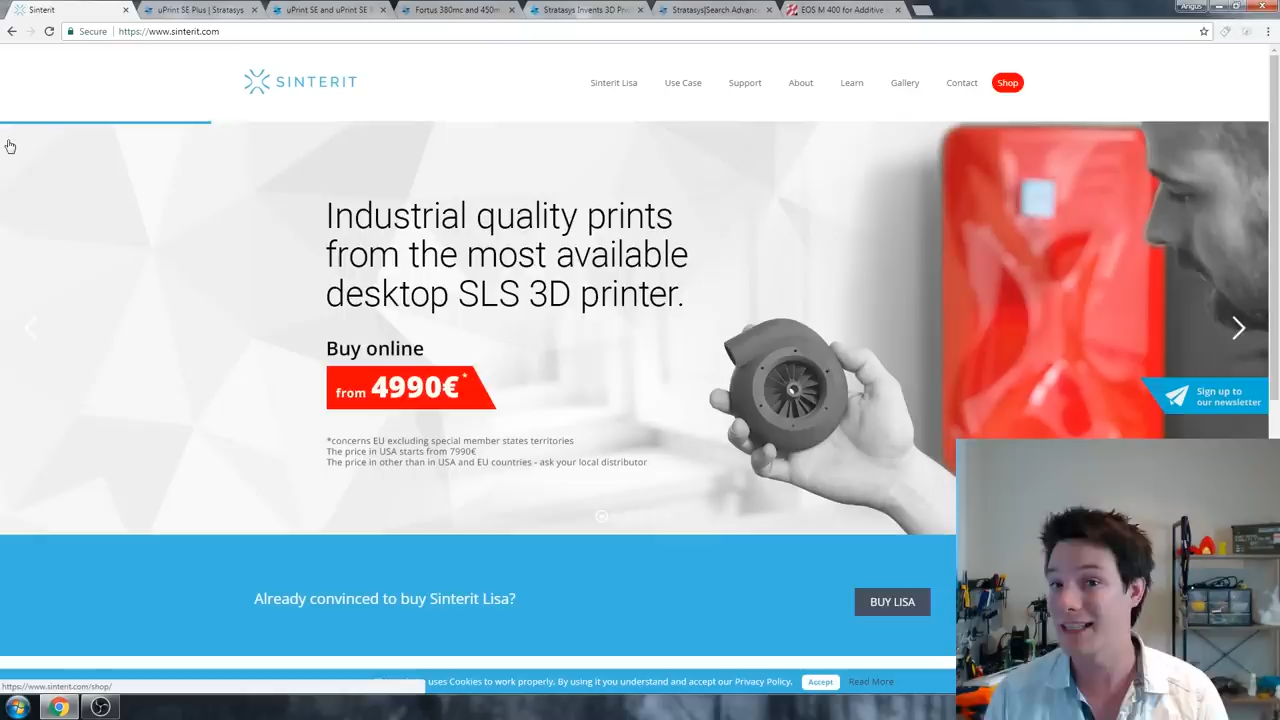 Sinterit
uPrint SE Plus | Stratasys
uPrint SE and uPrint SE
Fortus 380mc and 450m
Stratasys Invents 3D Prin
Stratasys|Search Advanc
EOS M 400 for Additive
Angus
Secure
https://www.sinterit.com
SINTERIT
Sinterit Lisa
Use Case
Support
About
Learn
Gallery
Contact
Shop
Industrial quality prints
from the most available
desktop SLS 3D printer.
Buy online
from 4990€*
*concerns EU excluding special member states territories
The price in USA starts from 7990€
The price in other than in USA and EU countries - ask your local distributor
Sign up to
our newsletter
Already convinced to buy Sinterit Lisa?
BUY LISA
uses Cookies to work properly. By using it you understand and accept our Privacy Policy.
Accept
Read More
https://www.sinterit.com/shop/